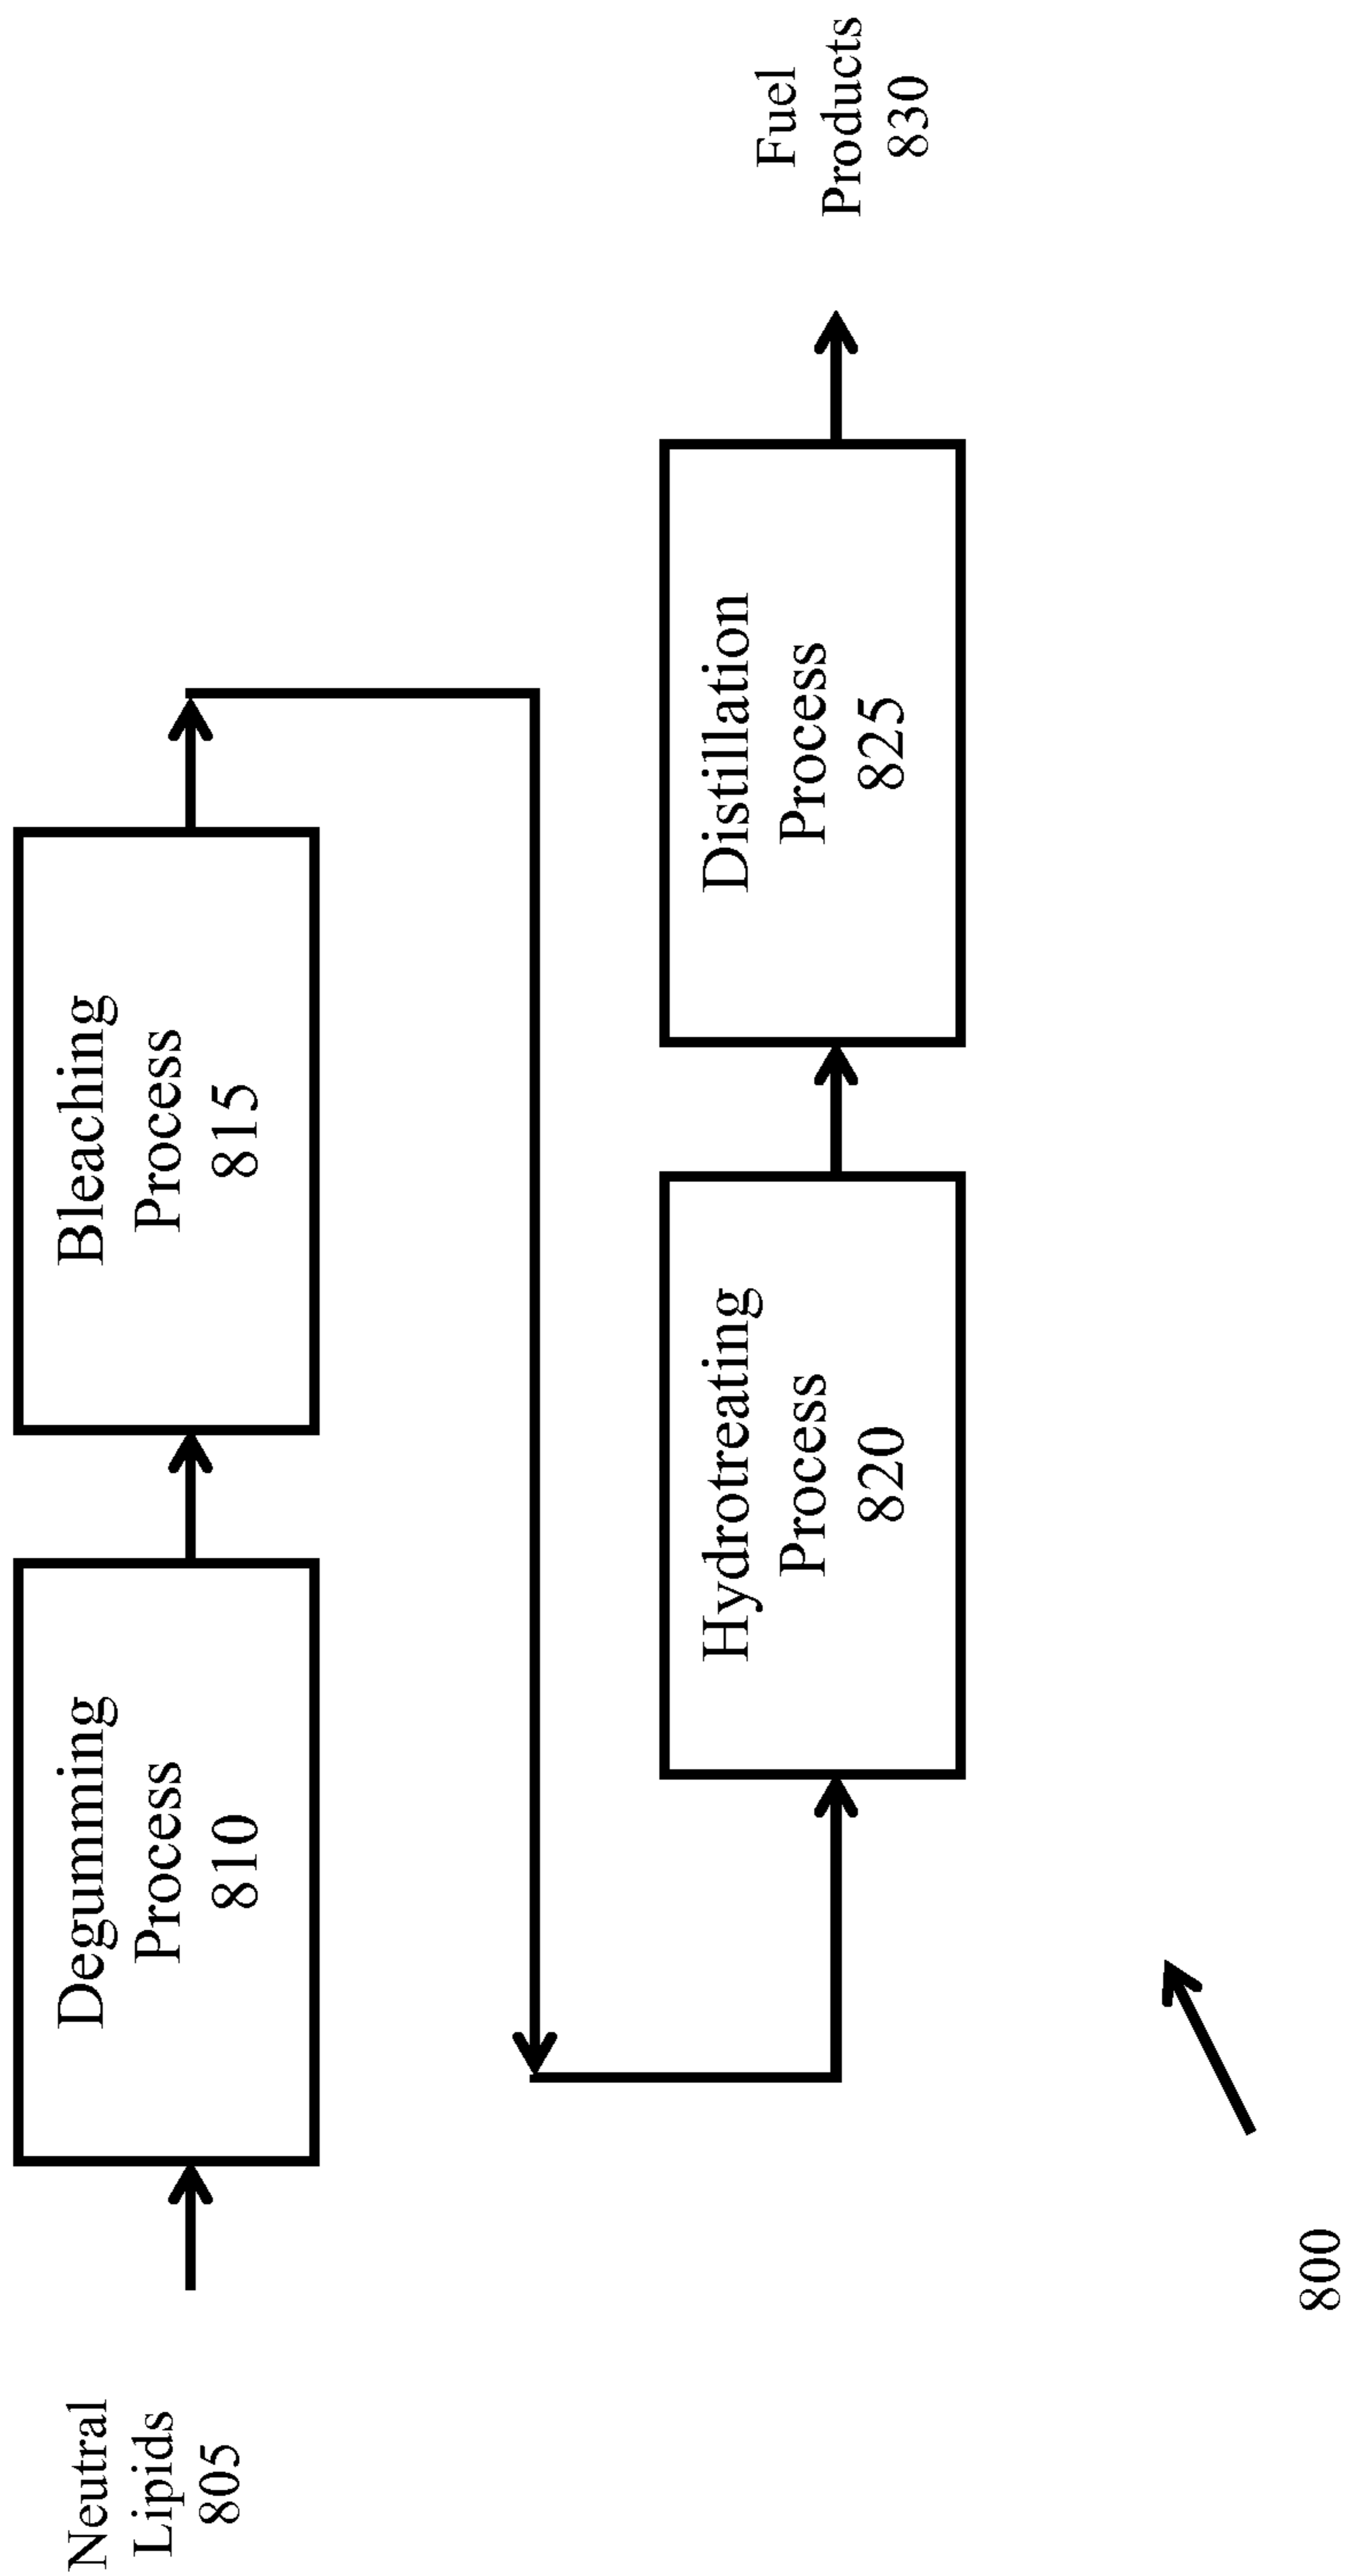 Neutral
Lipids
805
Degumming
Process
810
Bleaching
Process
815
Hydrotreating
Process
820
Distillation
Process
825
Fuel
Products
830
800